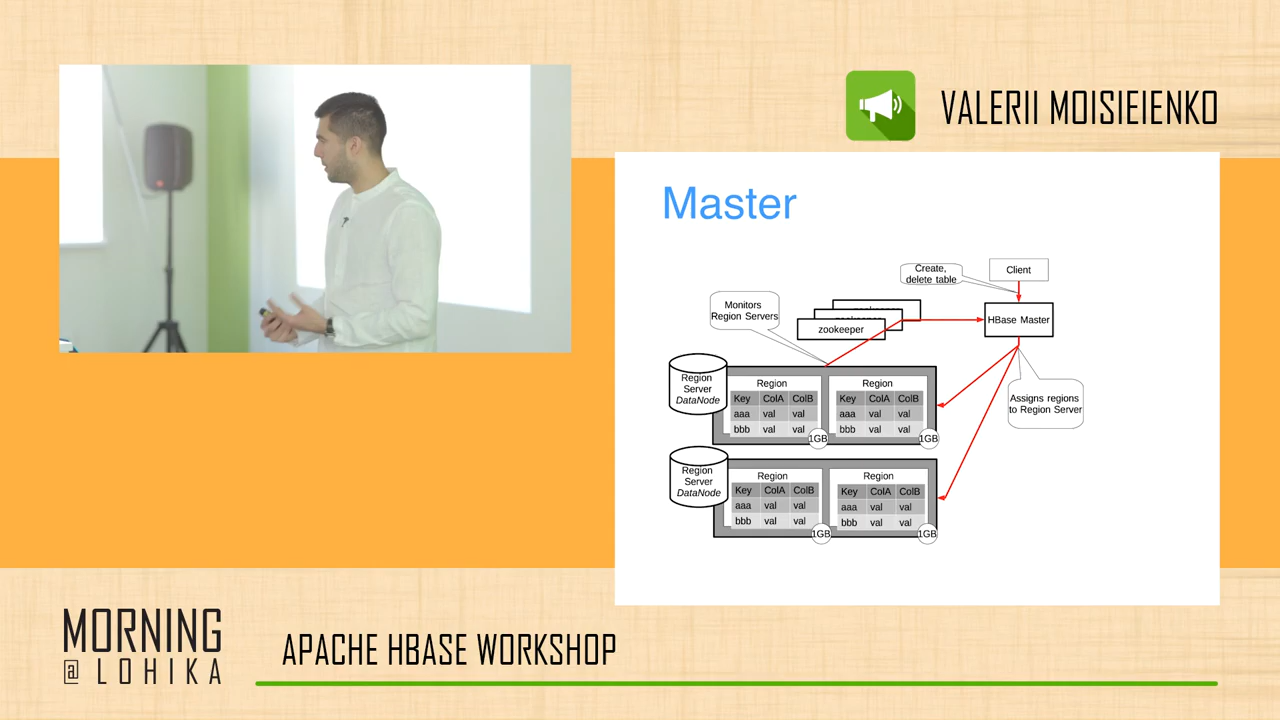 VALERII MOISIEIENKO
Master
Create,
delete table
Client
Monitors
Region Servers
zookeeper
HBase Master
Region
Server
DataNode
Region
Key ColA ColB
aaa val val
bbb val val
1GB
Region
Key ColA ColB
aaa val val
bbb val val
1GB
Assigns regions
to Region Server
Region
Server
DataNode
Region
Key ColA ColB
aaa val val
bbb val val
1GB
Region
Key ColA ColB
aaa val val
bbb val val
1GB
MORNING
@ LOHIKA
APACHE HBASE WORKSHOP